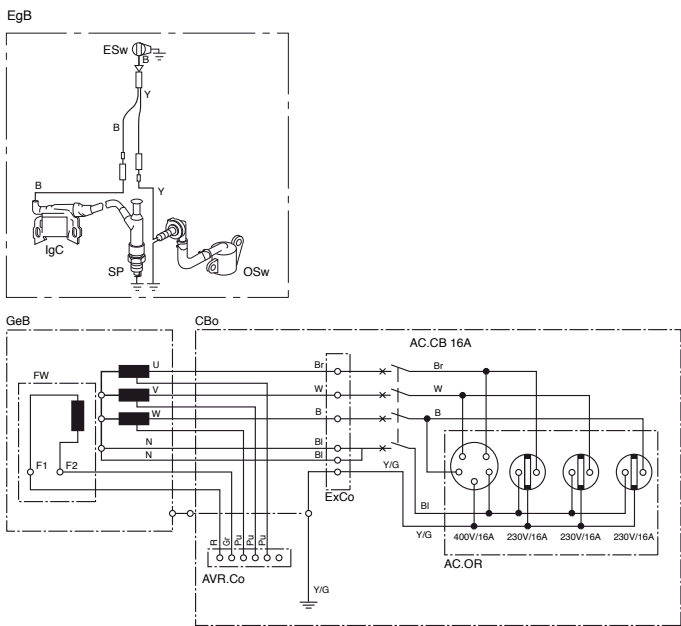 EgB
ESw
B
Y
B
B
Y
IgC
SP
OSw
GeB
CBo
AC.CB 16A
FW
U
Br
Br
V
W
W
W
B
B
N
Bl
N
Bl
F1
F2
Y/G
ExCo
Bl
Y/G
400V/16A 230V/16A 230V/16A 230V/16A
AC.OR
R Gr Pu Pu Pu
AVR.Co
Y/G